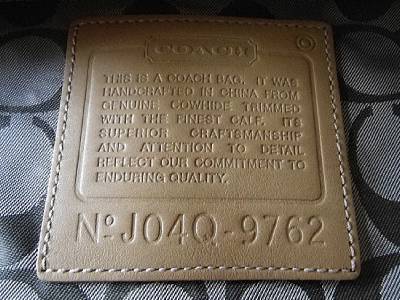 COACH
THIS IS A COACH BAG. IT WAS
HANDCRAFTED IN CHINA FROM
GENUINE COWHIDE TRIMMED
WITH THE FINEST CALF. ITS
SUPERIOR CRAFTSMANSHIP
AND ATTENTION TO DETAIL
REFLECT OUR COMMITMENT TO
ENDURING QUALITY.
Nº J04Q-9762